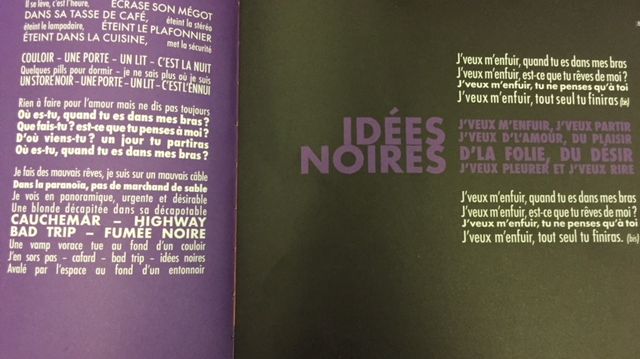 Il se lève, c'est l'heure, ÉCRASE SON MÉGOT
DANS SA TASSE DE CAFÉ, éteint la stéréo
éteint le lampadaire, ÉTEINT LE PLAFONNIER
ÉTEINT DANS LA CUISINE, met la sécurité
COULOIR – UNE PORTE – UN LIT – C'EST LA NUIT
Quelques pills pour dormir – je ne sais plus où je suis
UN STORE NOIR – UNE PORTE – UN LIT – C'EST L'ENNUI
Rien à faire pour l'amour mais ne dis pas toujours
Où es-tu, quand tu es dans mes bras ?
Que fais-tu ? est-ce que tu penses à moi ?
D'où viens-tu ? un jour tu partiras
Où es-tu, quand tu es dans mes bras ?
Je fais des mauvais rêves, je suis sur un mauvais câble
Dans la paranoïa, pas de marchand de sable
Je vois en panoramique, urgente et désirable
Une blonde décapitée dans sa décapotable
CAUCHEMAR – HIGHWAY
BAD TRIP – FUMÉE NOIRE
Une vamp vorace tue au fond d'un couloir
J'en sors pas – cafard – bad trip – idées noires
Avalé par l'espace au fond d'un entonnoir
IDÉES
NOIRES
J'veux m'enfuir, quand tu es dans mes bras
J'veux m'enfuir, est-ce que tu rêves de moi ?
J'veux m'enfuir, tu ne penses qu'à toi
J'veux m'enfuir, tout seul tu finiras (bis)
J'VEUX M'ENFUIR, J'VEUX PARTIR
J'VEUX D'L'AMOUR, DU PLAISIR
D'LA FOLIE, DU DÉSIR
J'VEUX PLEURER ET J'VEUX RIRE
J'veux m'enfuir, quand tu es dans mes bras
J'veux m'enfuir, est-ce que tu rêves de moi ?
J'veux m'enfuir, tu ne penses qu'à toi
J'veux m'enfuir, tout seul tu finiras. (bis)